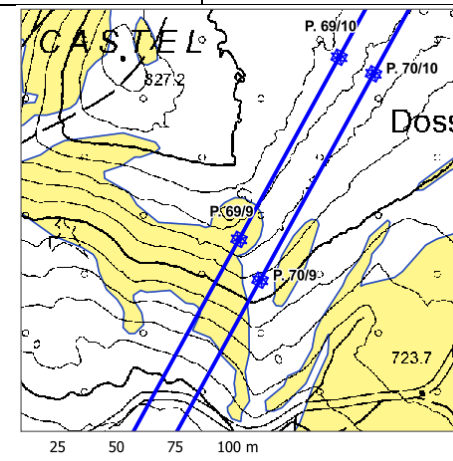 P. 69/10
CASTEL
827.2
P. 70/10
Doss
P. 69/9
P. 70/9
723.7
25 50 75 100 m